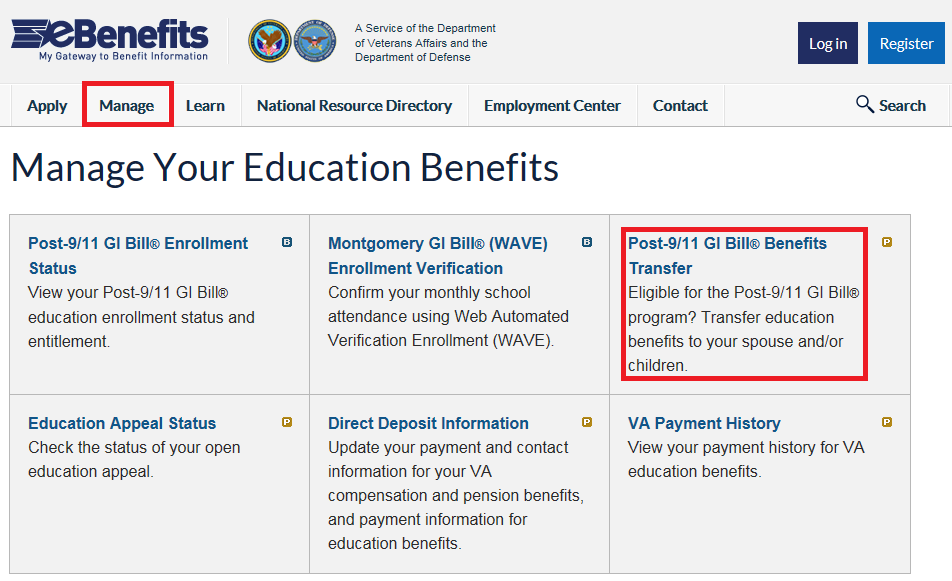 eBenefits
My Gateway to Benefit Information
A Service of the Department
of Veterans Affairs and the
Department of Defense
Log in
Register
Apply
Manage
Learn
National Resource Directory
Employment Center
Contact
Search
Manage Your Education Benefits
Post-9/11 GI Bill® Enrollment
Status
B
View your Post-9/11 GI Bill®
education enrollment status and
entitlement.
Montgomery GI Bill® (WAVE)
Enrollment Verification
B
Confirm your monthly school
attendance using Web Automated
Verification Enrollment (WAVE).
Post-9/11 GI Bill® Benefits
Transfer
P
Eligible for the Post-9/11 GI Bill®
program? Transfer education
benefits to your spouse and/or
children.
Education Appeal Status
P
Check the status of your open
education appeal.
Direct Deposit Information
P
Update your payment and contact
information for your VA
compensation and pension benefits,
and payment information for
education benefits.
VA Payment History
P
View your payment history for VA
education benefits.